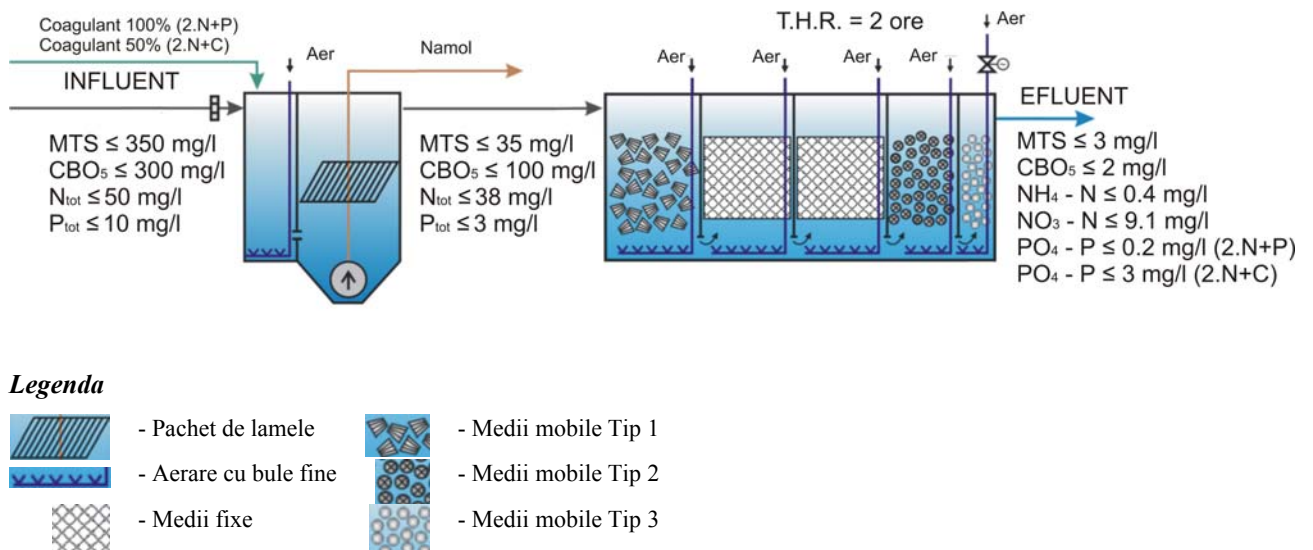 Coagulant 100% (2.N+P)
Coagulant 50% (2.N+C)
Aer
Namol
INFLUENT
MTS ≤ 350 mg/l
CBO₅ ≤ 300 mg/l
Ntot ≤ 50 mg/l
Ptot ≤ 10 mg/l
MTS ≤ 35 mg/l
CBO₅ ≤ 100 mg/l
Ntot ≤38 mg/l
Ptot ≤ 3 mg/l
T.H.R. = 2 ore
Aer
Aer
Aer
Aer
Aer
EFLUENT
MTS ≤ 3 mg/l
CBO₅ ≤ 2 mg/l
NH₄ - N ≤ 0.4 mg/l
NO₃ - N ≤ 9.1 mg/l
PO₄ - P ≤ 0.2 mg/l (2.N+P)
PO₄ - P ≤ 3 mg/l (2.N+C)
Legenda
- Pachet de lamele
- Aerare cu bule fine
- Medii fixe
- Medii mobile Tip 1
- Medii mobile Tip 2
- Medii mobile Tip 3